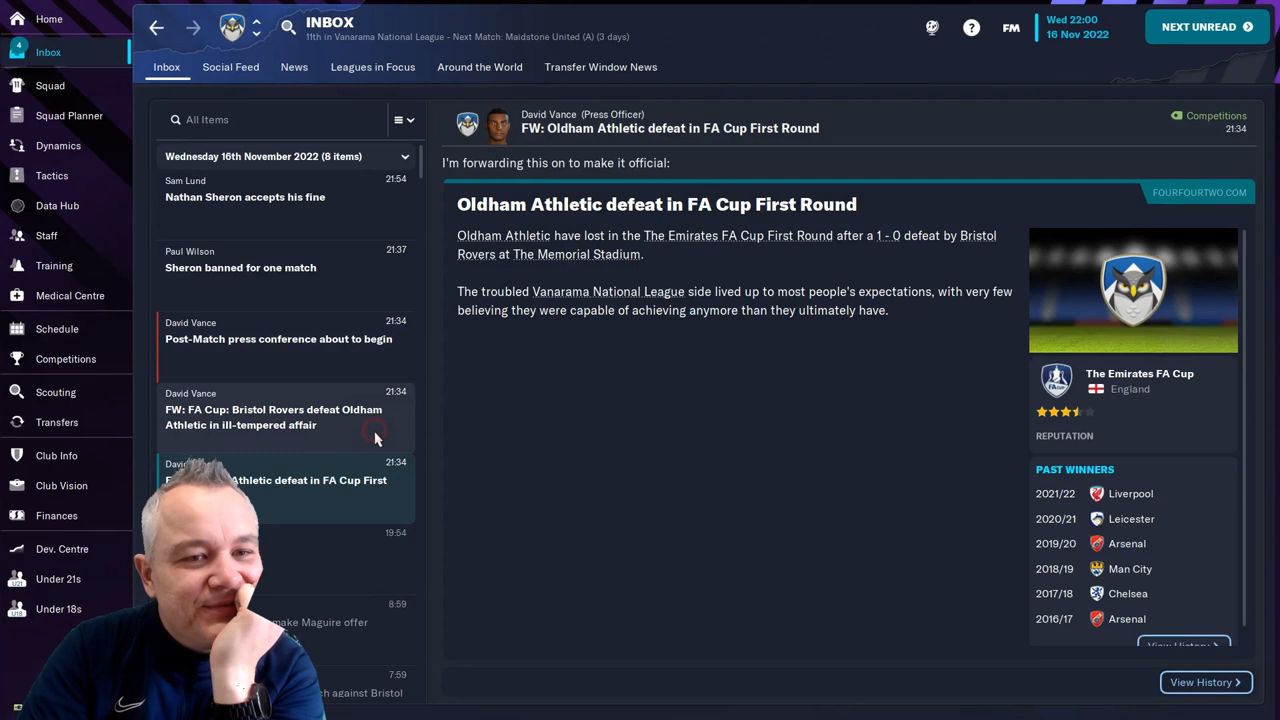 Home
4
Inbox
Squad
Squad Planner
Dynamics
Tactics
Data Hub
Staff
Training
Medical Centre
Schedule
Competitions
Scouting
Transfers
Club Info
Club Vision
Finances
Dev. Centre
U21
Under 21s
U18
Under 18s
INBOX
11th in Vanarama National League - Next Match: Maidstone United (A) (3 days)
?
FM
Wed 22:00
16 Nov 2022
NEXT UNREAD
Inbox
Social Feed
News
Leagues in Focus
Around the World
Transfer Window News
All Items
Wednesday 16th November 2022 (8 items)
Sam Lund
21:54
Nathan Sheron accepts his fine
Paul Wilson
21:37
Sheron banned for one match
David Vance
21:34
Post-Match press conference about to begin
David Vance
21:34
FW: FA Cup: Bristol Rovers defeat Oldham
Athletic in ill-tempered affair
21:34
Athletic defeat in FA Cup First
19:54
8:59
make Maguire offer
7:59
against Bristol
David Vance (Press Officer)
FW: Oldham Athletic defeat in FA Cup First Round
Competitions
21:34
I'm forwarding this on to make it official:
FOURFOURTWO.COM
Oldham Athletic defeat in FA Cup First Round
Oldham Athletic have lost in the The Emirates FA Cup First Round after a 1 - 0 defeat by Bristol
Rovers at The Memorial Stadium.
The troubled Vanarama National League side lived up to most people's expectations, with very few
believing they were capable of achieving anymore than they ultimately have.
The Emirates FA Cup
England
REPUTATION
PAST WINNERS
2021/22 Liverpool
2020/21 Leicester
2019/20 Arsenal
2018/19 Man City
2017/18 Chelsea
2016/17 Arsenal
View History
View History